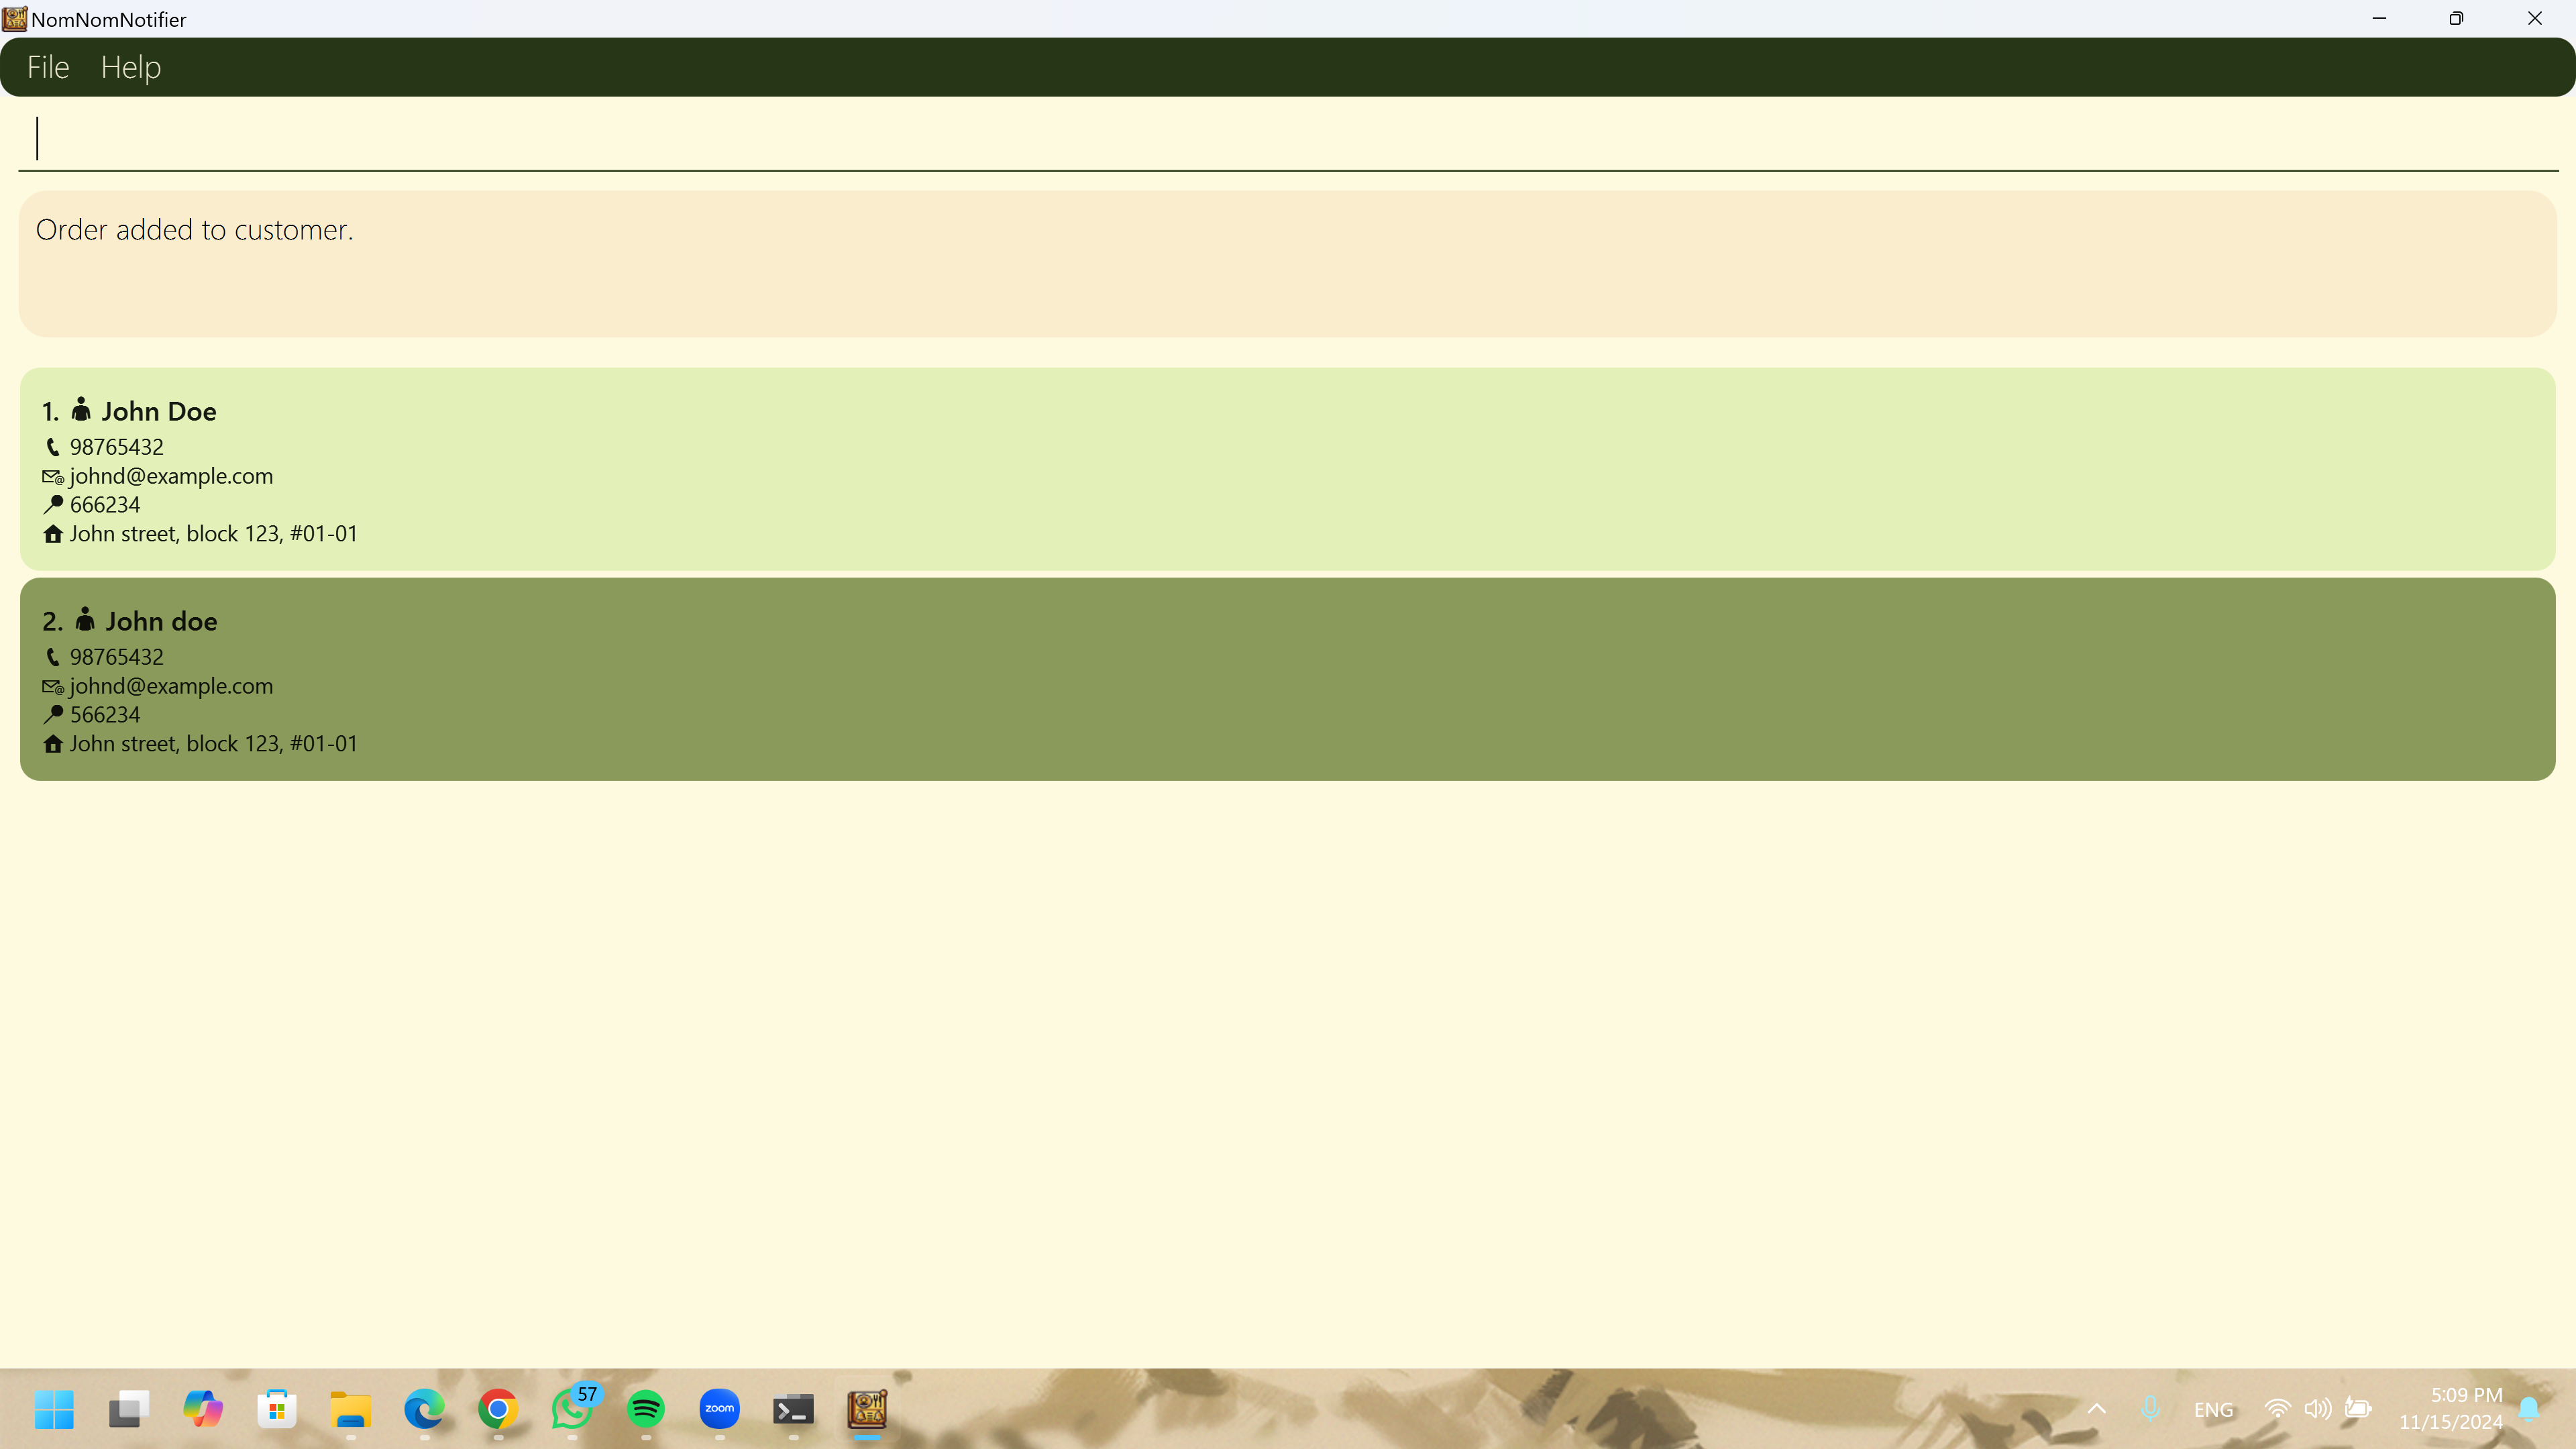 NomNomNotifier
File Help
Order added to customer.
1. John Doe
98765432
johnd@example.com
666234
John street, block 123, #01-01
2. John doe
98765432
johnd@example.com
566234
John street, block 123, #01-01
57
zoom
ENG
5:09 PM
11/15/2024